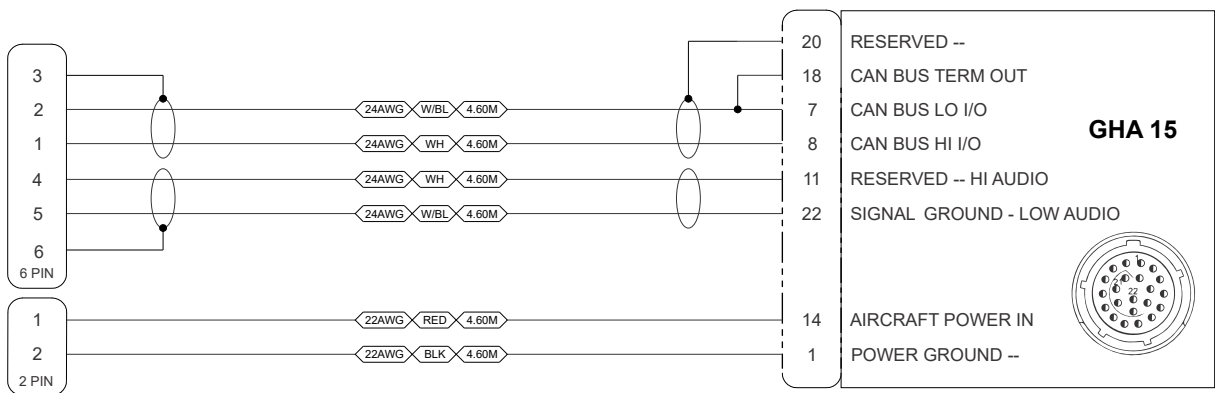 20 RESERVED --
3 18 CAN BUS TERM OUT
2 24AWG W/BL 4.60M 7 CAN BUS LO I/O
1 24AWG WH 4.60M 8 CAN BUS HI I/O
GHA 15
4 24AWG WH 4.60M 11 RESERVED -- HI AUDIO
5 24AWG W/BL 4.60M 22 SIGNAL GROUND - LOW AUDIO
6
6 PIN
1
21
22
1 22AWG RED 4.60M 14 AIRCRAFT POWER IN
2 22AWG BLK 4.60M 1 POWER GROUND --
2 PIN